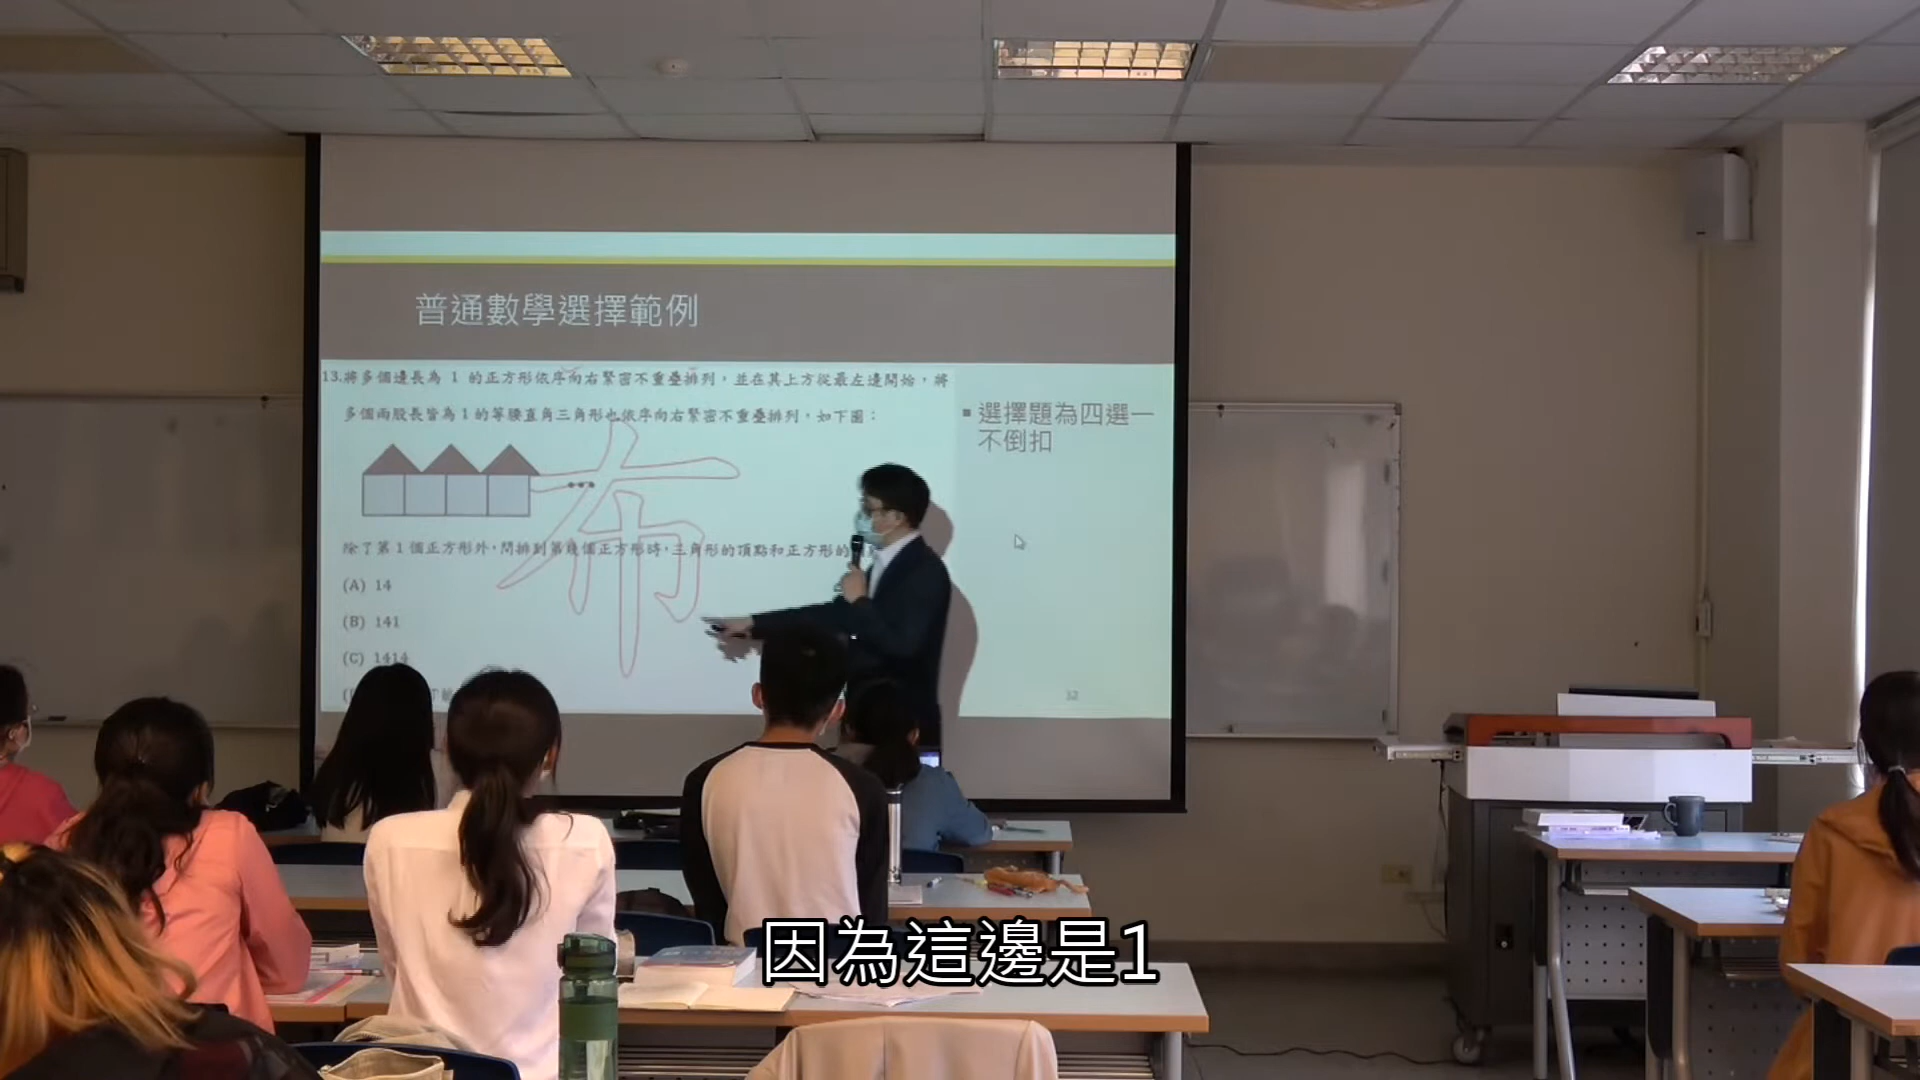 普通數學選擇範例
13.將多個邊長為 1 的正方形依序向右緊密不重疊排列，並在其上方從最左邊開始，將
多個兩股長皆為1的等腰直角三角形也依序向右緊密不重疊排列，如下圖：
▪ 選擇題為四選一
不倒扣
布
除了第1個正方形外，問排到第幾個正方形時，三角形的頂點和正方形的
(A) 14
(B) 141
(C) 1414
32
因為這邊是1